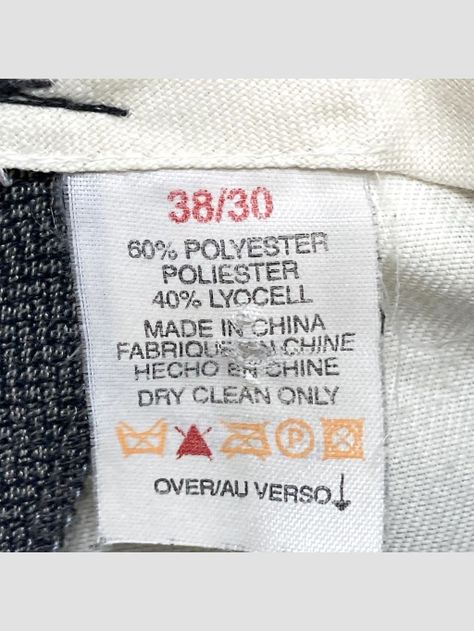 38/30
60% POLYESTER
POLIESTER
40% LYOCELL
MADE IN CHINA
FABRIQUE EN CHINE
HECHO EN CHINE
DRY CLEAN ONLY
P
OVER/AU VERSO↓